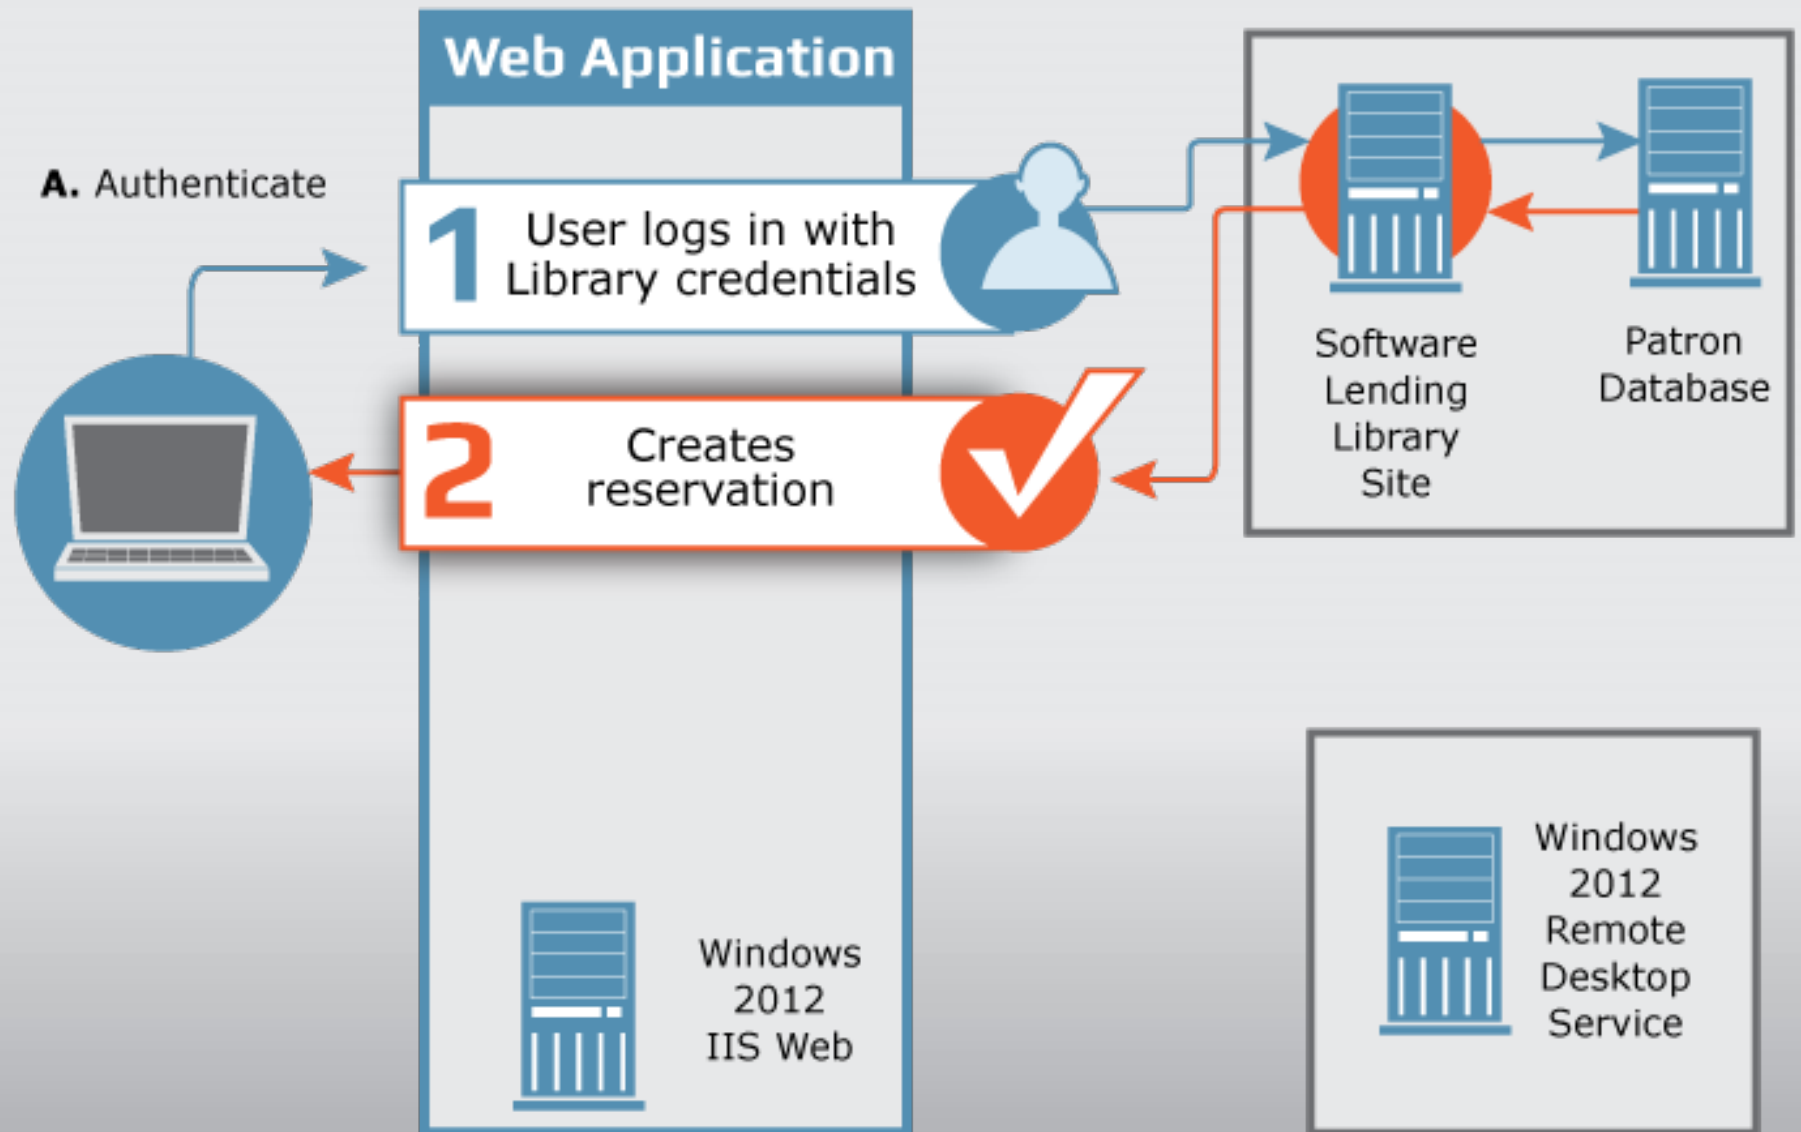 Web Application
A. Authenticate
1
User logs in with
Library credentials
2
Creates
reservation
Software
Lending
Library
Site
Patron
Database
Windows
2012
IIS Web
Windows
2012
Remote
Desktop
Service